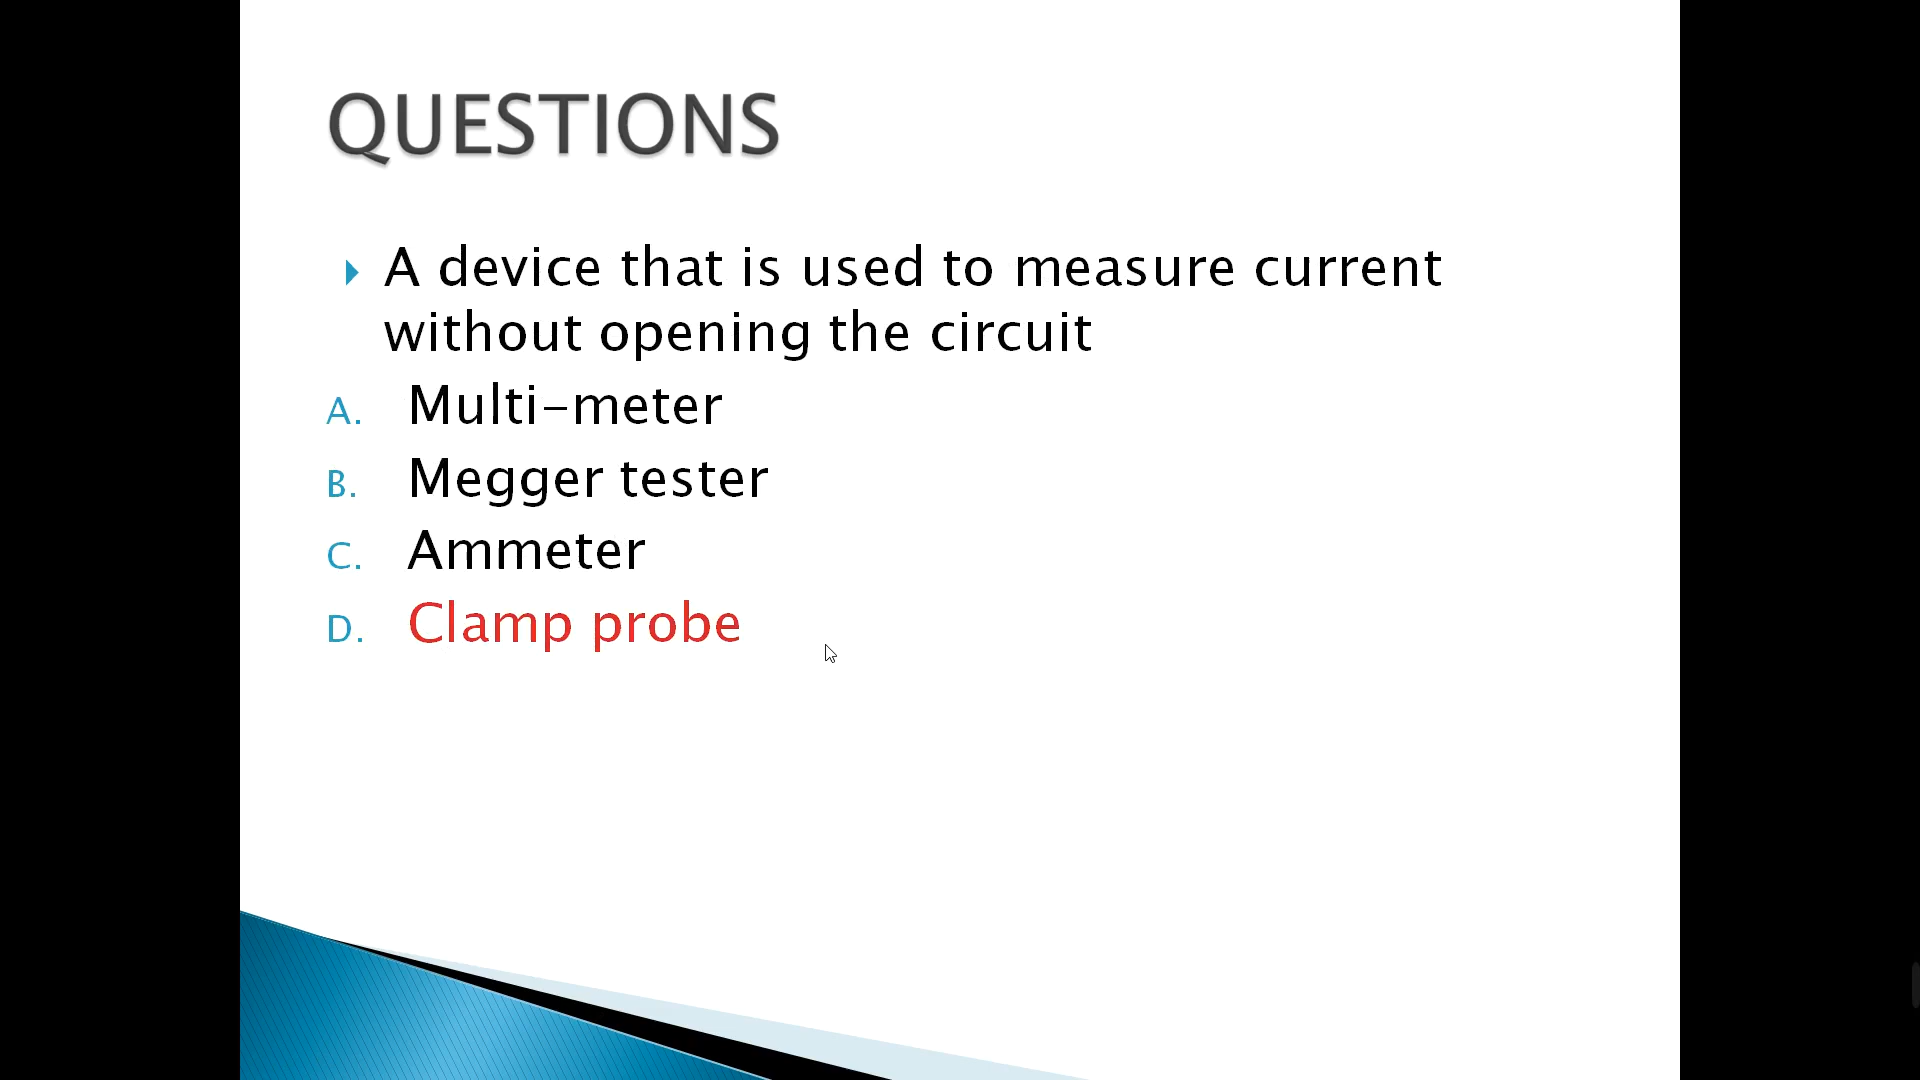 QUESTIONS
A device that is used to measure current
without opening the circuit
A. Multi-meter
B. Megger tester
C. Ammeter
D. Clamp probe